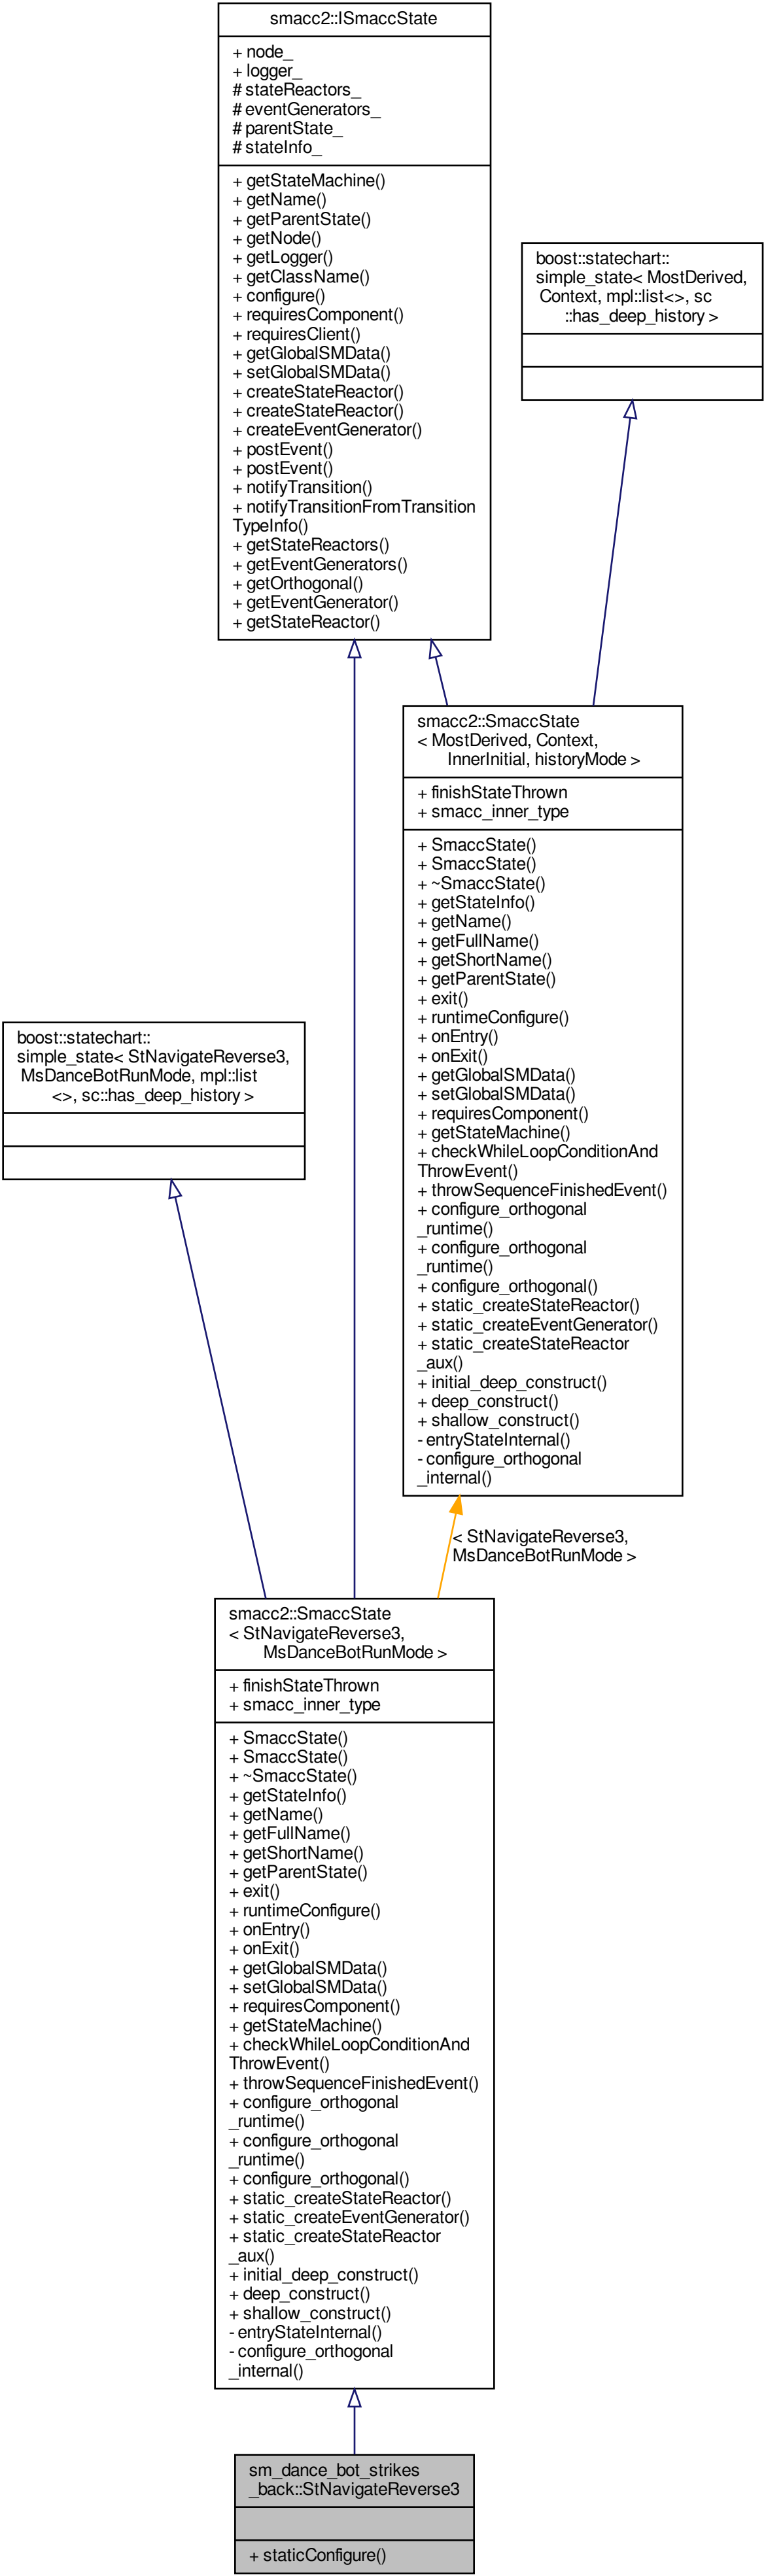 smacc2::ISmaccState
+ node_
+ logger_
# stateReactors_
# eventGenerators_
# parentState_
# stateInfo_
+ getStateMachine()
+ getName()
+ getParentState()
+ getNode()
+ getLogger()
+ getClassName()
+ configure()
+ requiresComponent()
+ requiresClient()
+ getGlobalSMData()
+ setGlobalSMData()
+ createStateReactor()
+ createStateReactor()
+ createEventGenerator()
+ postEvent()
+ postEvent()
+ notifyTransition()
+ notifyTransitionFromTransition
TypeInfo()
+ getStateReactors()
+ getEventGenerators()
+ getOrthogonal()
+ getEventGenerator()
+ getStateReactor()
boost::statechart::
simple_state< MostDerived,
Context, mpl::list<>, sc
::has_deep_history >
smacc2::SmaccState
< MostDerived, Context,
InnerInitial, historyMode >
+ finishStateThrown
+ smacc_inner_type
+ SmaccState()
+ SmaccState()
+ ~SmaccState()
+ getStateInfo()
+ getName()
+ getFullName()
+ getShortName()
+ getParentState()
+ exit()
+ runtimeConfigure()
+ onEntry()
+ onExit()
+ getGlobalSMData()
+ setGlobalSMData()
+ requiresComponent()
+ getStateMachine()
+ checkWhileLoopConditionAnd
ThrowEvent()
+ throwSequenceFinishedEvent()
+ configure_orthogonal
_runtime()
+ configure_orthogonal
_runtime()
+ configure_orthogonal()
+ static_createStateReactor()
+ static_createEventGenerator()
+ static_createStateReactor
_aux()
+ initial_deep_construct()
+ deep_construct()
+ shallow_construct()
- entryStateInternal()
- configure_orthogonal
_internal()
boost::statechart::
simple_state< StNavigateReverse3,
MsDanceBotRunMode, mpl::list
<>, sc::has_deep_history >
< StNavigateReverse3,
MsDanceBotRunMode >
smacc2::SmaccState
< StNavigateReverse3,
MsDanceBotRunMode >
+ finishStateThrown
+ smacc_inner_type
+ SmaccState()
+ SmaccState()
+ ~SmaccState()
+ getStateInfo()
+ getName()
+ getFullName()
+ getShortName()
+ getParentState()
+ exit()
+ runtimeConfigure()
+ onEntry()
+ onExit()
+ getGlobalSMData()
+ setGlobalSMData()
+ requiresComponent()
+ getStateMachine()
+ checkWhileLoopConditionAnd
ThrowEvent()
+ throwSequenceFinishedEvent()
+ configure_orthogonal
_runtime()
+ configure_orthogonal
_runtime()
+ configure_orthogonal()
+ static_createStateReactor()
+ static_createEventGenerator()
+ static_createStateReactor
_aux()
+ initial_deep_construct()
+ deep_construct()
+ shallow_construct()
- entryStateInternal()
- configure_orthogonal
_internal()
sm_dance_bot_strikes
_back::StNavigateReverse3
+ staticConfigure()